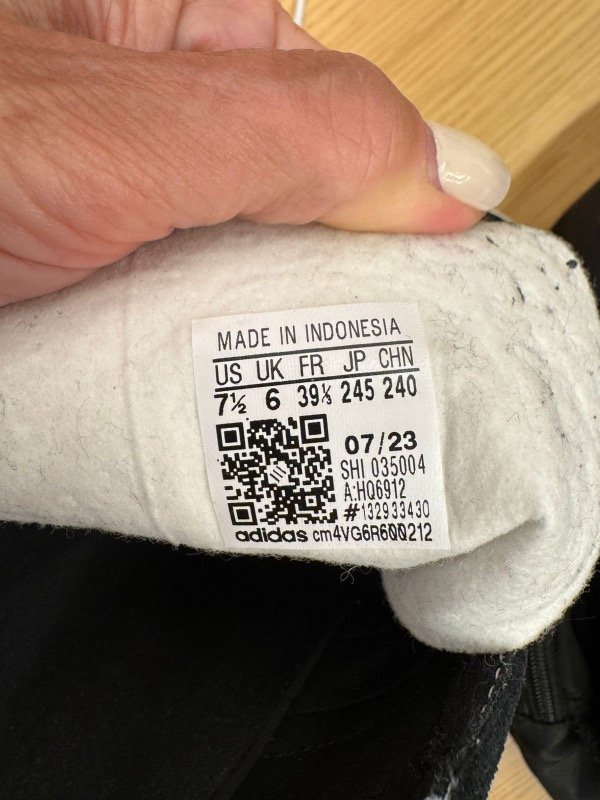 MADE IN INDONESIA
US UK FR JP CHN
7½ 6 39⅓ 245 240
07/23
SHI 035004
A:HQ6912
#132933430
adidas cm4VG6R600212